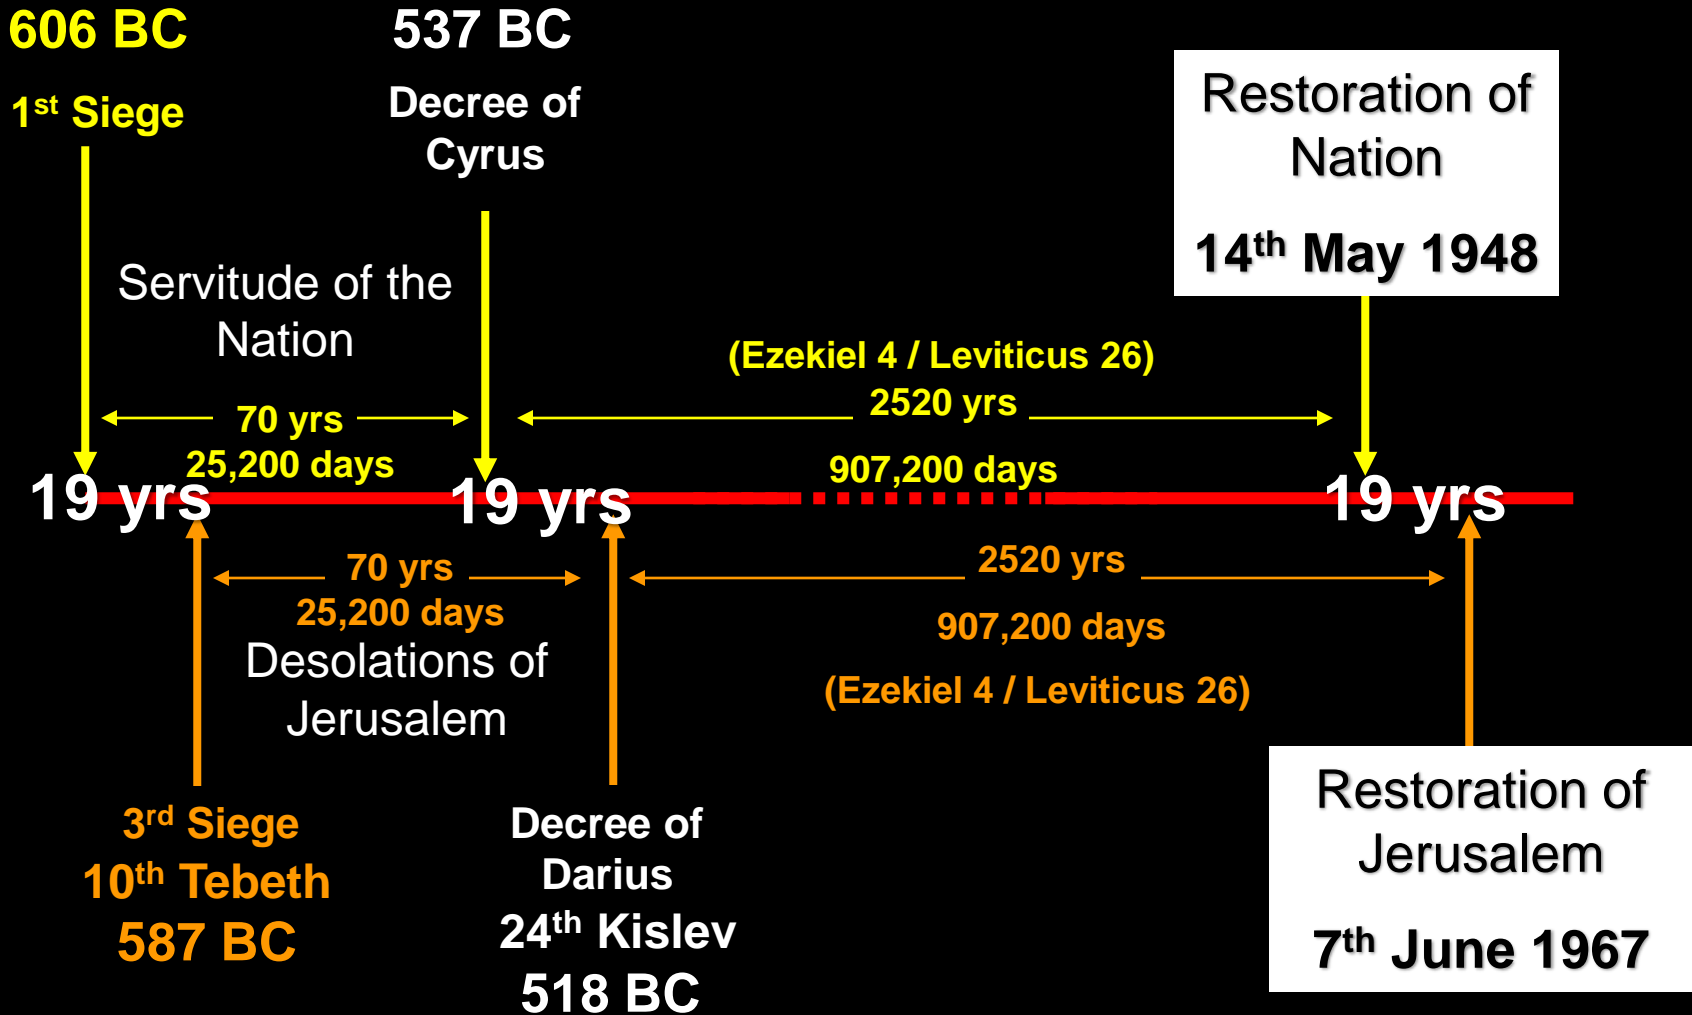 606 BC
1st Siege
537 BC
Decree of
Cyrus
Restoration of
Nation
14th May 1948
Servitude of the
Nation
70 yrs
25,200 days
(Ezekiel 4 / Leviticus 26)
2520 yrs
907,200 days
19 yrs
19 yrs
19 yrs
70 yrs
25,200 days
Desolations of
Jerusalem
2520 yrs
907,200 days
(Ezekiel 4 / Leviticus 26)
3rd Siege
10th Tebeth
587 BC
Decree of
Darius
24th Kislev
518 BC
Restoration of
Jerusalem
7th June 1967